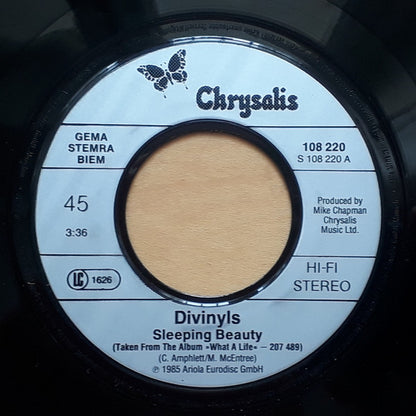 Chrysalis
GEMA
STEMRA
BIEM
108 220
S 108 220 A
45
3:36
Produced by
Mike Chapman
Chrysalis
Music Ltd.
LC 1626
HI-FI
STEREO
Divinyls
Sleeping Beauty
(Taken From The Album »What A Life« – 207 489)
(C. Amphlett/M. McEntree)
℗ 1985 Ariola Eurodisc GmbH